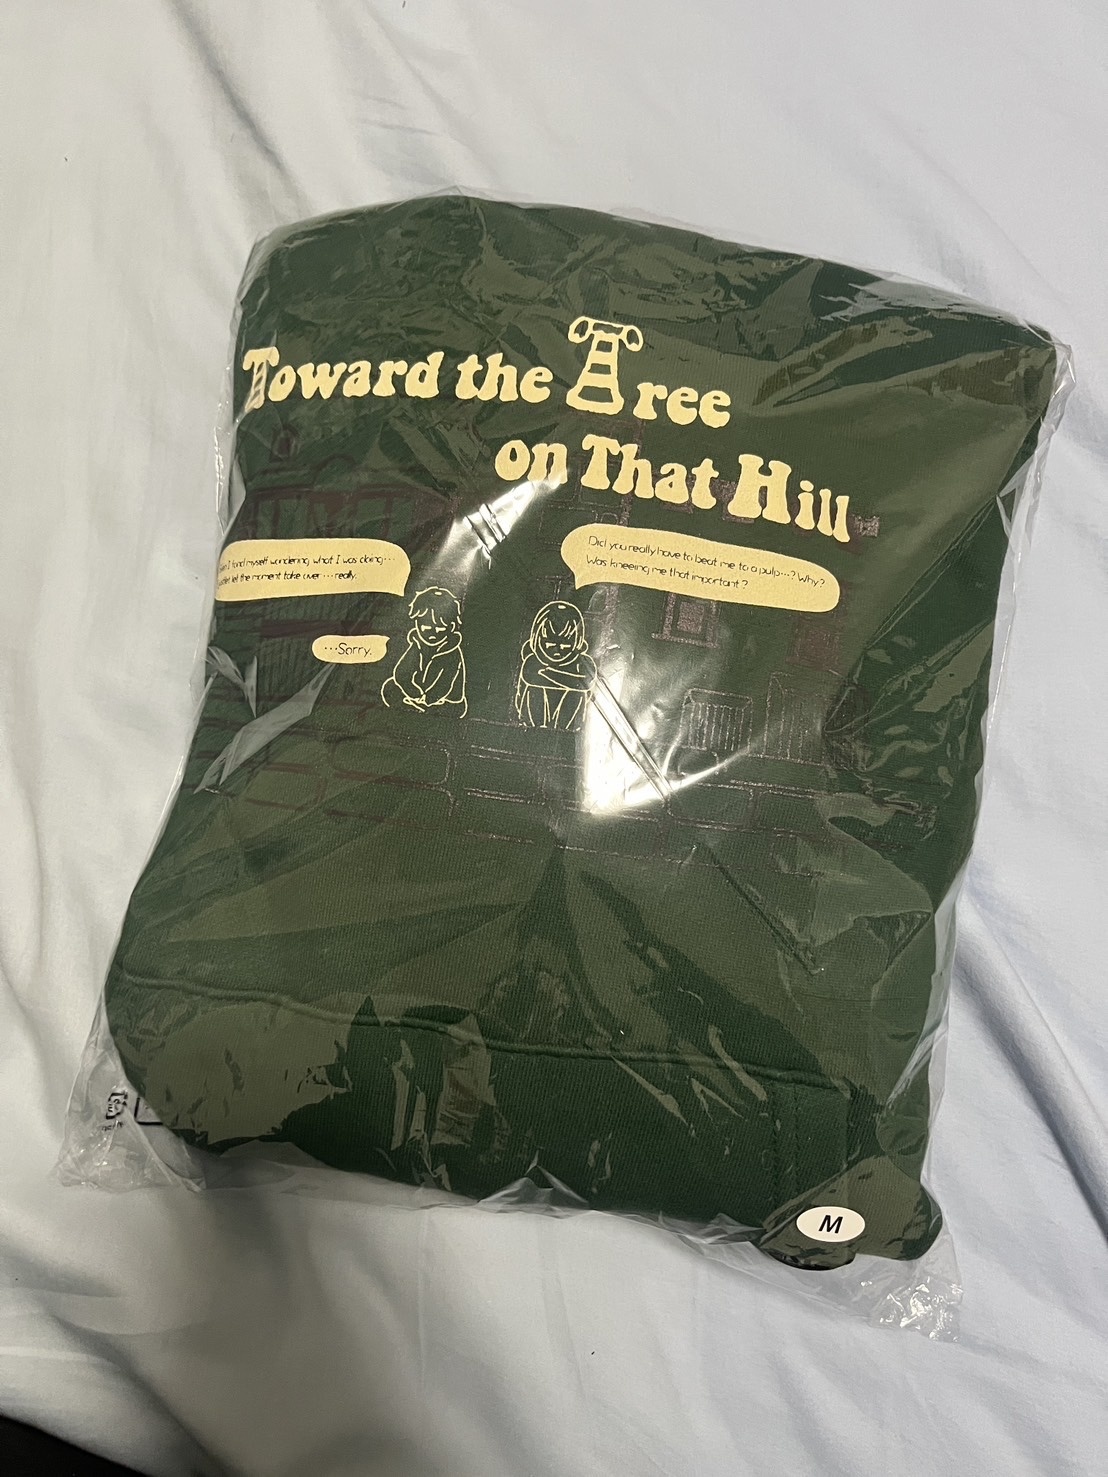 Toward the Tree
on That Hill
I found myself wondering what I was doing…
let the moment take over …really.
…Sorry.
Did you really have to beat me to a pulp…? Why?
Was kneeing me that important?
M